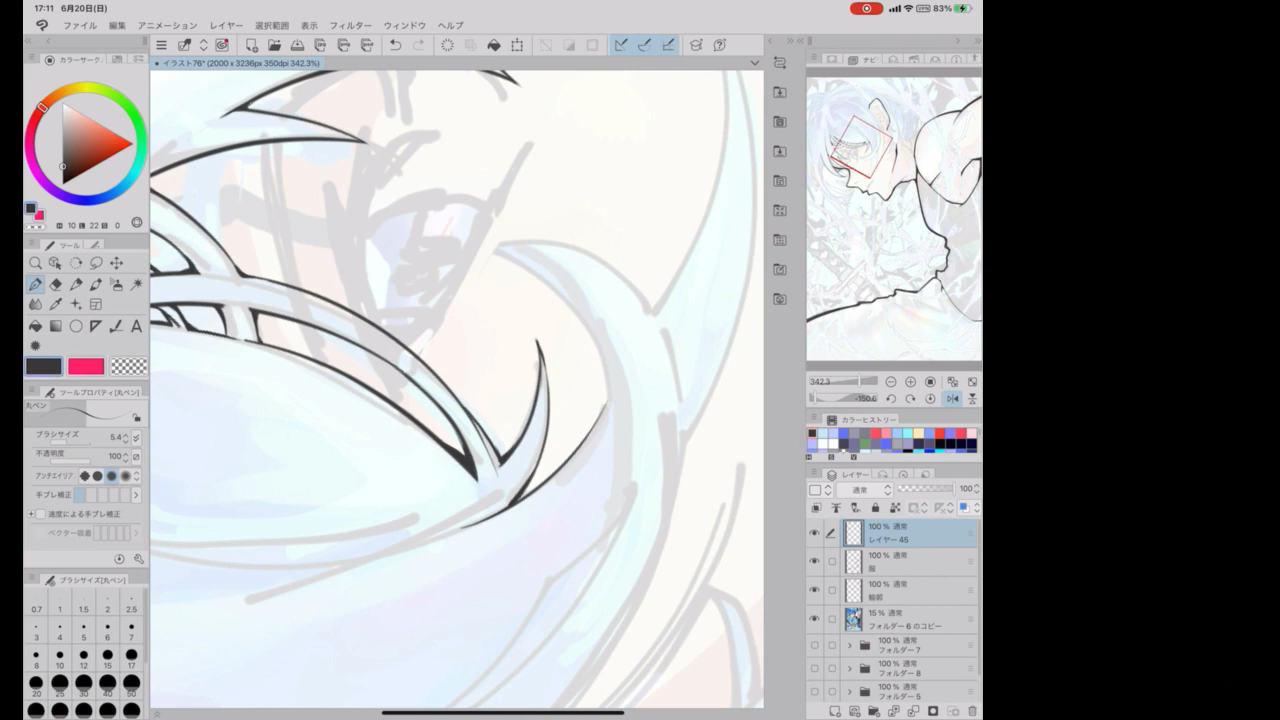 17:11 6月20日(日)
VPN 83%
ファイル 編集 アニメーション レイヤー 選択範囲 表示 フィルター ウィンドウ ヘルプ
カラーサーク
イラスト76* (2000 x 3236px 350dpi 342.3%)
ナビ
10 22 0
ツール
342.3
-150.6
ツールプロパティ[丸ペン]
丸ペン
カラーヒストリー
ブラシサイズ 5.4
不透明度 100
アンチエイリア
手ブレ補正
速度による手ブレ補正
ベクター吸着
レイヤー
通常 100
100% 通常
レイヤー 45
100% 通常
服
100% 通常
輪郭
15% 通常
フォルダー 6 のコピー
100% 通常
フォルダー 7
100% 通常
フォルダー 8
100% 通常
フォルダー 5
ブラシサイズ[丸ペン]
0.7 1 1.5 2 2.5
3 4 5 6 7
8 10 12 15 17
20 25 30 40 50